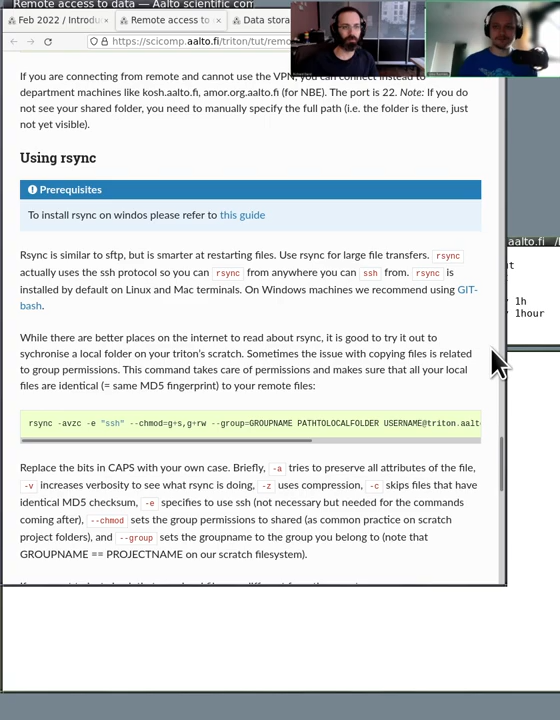 Remote access to data — Aalto scientific com
Feb 2022 / Introdu ×
Remote access to ×
Data stora
https://scicomp.aalto.fi/triton/tut/remo
If you are connecting from remote and cannot use the VPN, you can connect instead to
department machines like kosh.aalto.fi, amor.org.aalto.fi (for NBE). The port is 22. Note: If you do
not see your shared folder, you need to manually specify the full path (i.e. the folder is there, just
not yet visible).
Using rsync
Prerequisites
To install rsync on windos please refer to this guide
Rsync is similar to sftp, but is smarter at restarting files. Use rsync for large file transfers. rsync
actually uses the ssh protocol so you can rsync from anywhere you can ssh from. rsync is
installed by default on Linux and Mac terminals. On Windows machines we recommend using GIT-
bash.
While there are better places on the internet to read about rsync, it is good to try it out to
sychronise a local folder on your triton's scratch. Sometimes the issue with copying files is related
to group permissions. This command takes care of permissions and makes sure that all your local
files are identical (= same MD5 fingerprint) to your remote files:
rsync -avzc -e "ssh" --chmod=g+s,g+rw --group=GROUPNAME PATHTOLOCALFOLDER USERNAME@triton.aalt
Replace the bits in CAPS with your own case. Briefly, -a tries to preserve all attributes of the file,
-v increases verbosity to see what rsync is doing, -z uses compression, -c skips files that have
identical MD5 checksum, -e specifies to use ssh (not necessary but needed for the commands
coming after), --chmod sets the group permissions to shared (as common practice on scratch
project folders), and --group sets the groupname to the group you belong to (note that
GROUPNAME == PROJECTNAME on our scratch filesystem).
aalto.fi
1h
1hour